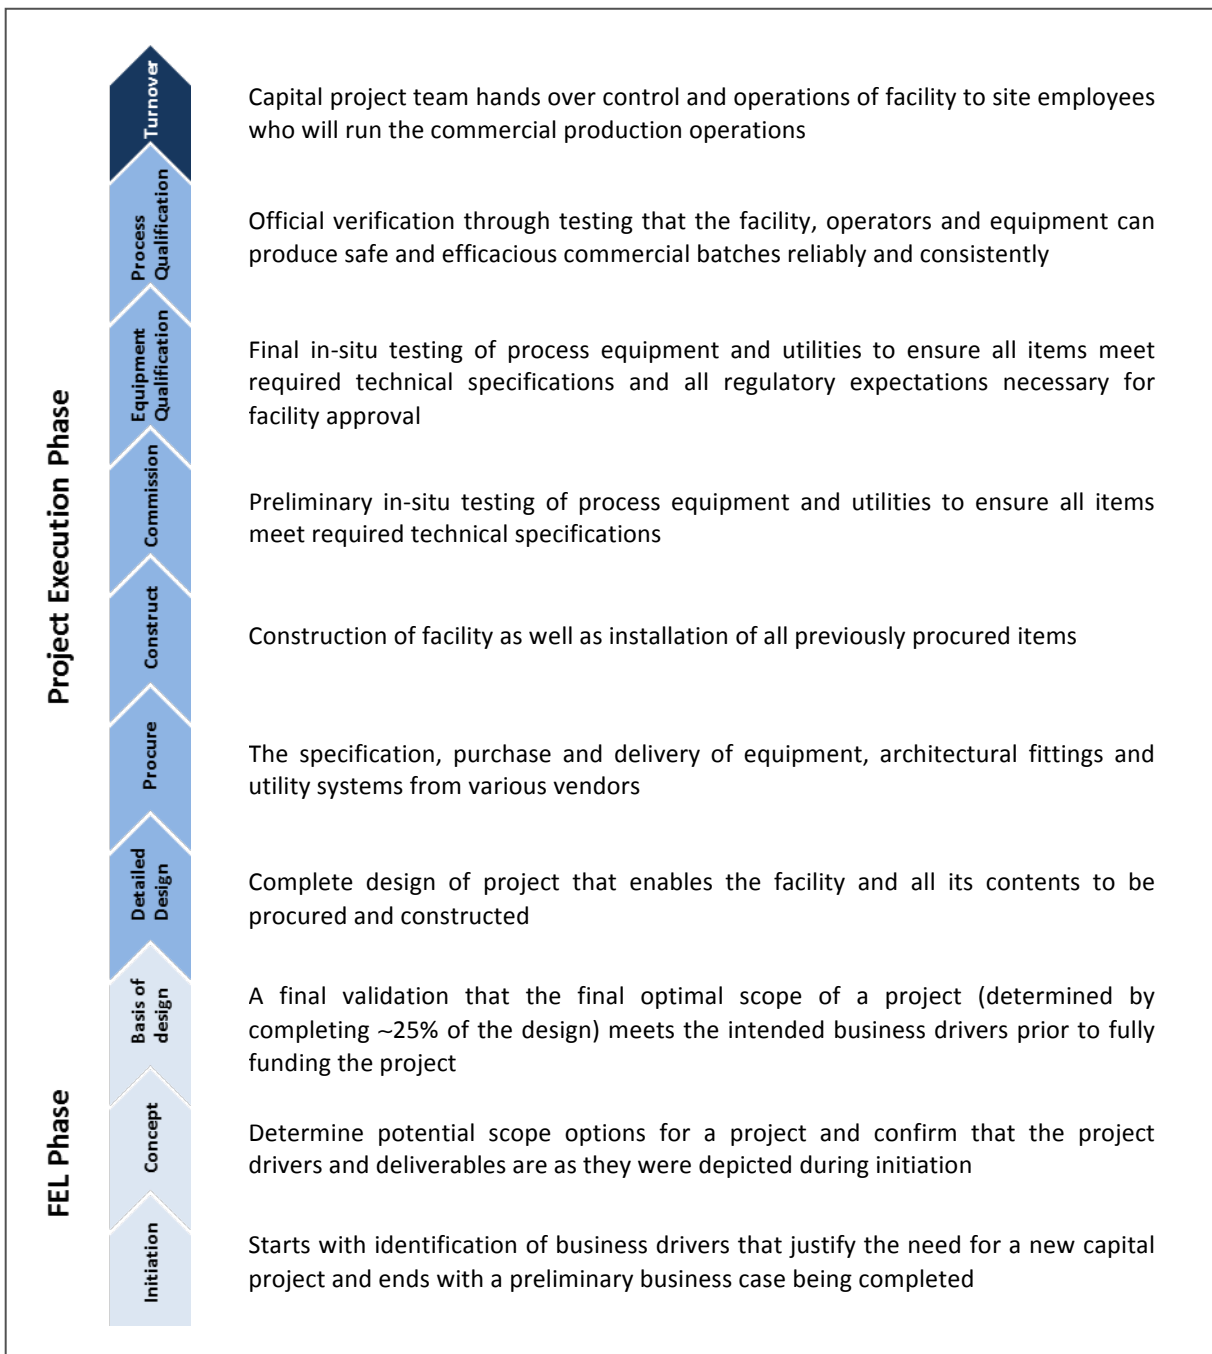 Turnover
Capital project team hands over control and operations of facility to site employees
who will run the commercial production operations
Process
Qualification
Official verification through testing that the facility, operators and equipment can
produce safe and efficacious commercial batches reliably and consistently
Equipment
Qualification
Final in-situ testing of process equipment and utilities to ensure all items meet
required technical specifications and all regulatory expectations necessary for
facility approval
Project Execution Phase
Commission
Preliminary in-situ testing of process equipment and utilities to ensure all items
meet required technical specifications
Construct
Construction of facility as well as installation of all previously procured items
Procure
The specification, purchase and delivery of equipment, architectural fittings and
utility systems from various vendors
Detailed
Design
Complete design of project that enables the facility and all its contents to be
procured and constructed
Basis of
design
A final validation that the final optimal scope of a project (determined by
completing ~25% of the design) meets the intended business drivers prior to fully
funding the project
FEL Phase
Concept
Determine potential scope options for a project and confirm that the project
drivers and deliverables are as they were depicted during initiation
Initiation
Starts with identification of business drivers that justify the need for a new capital
project and ends with a preliminary business case being completed